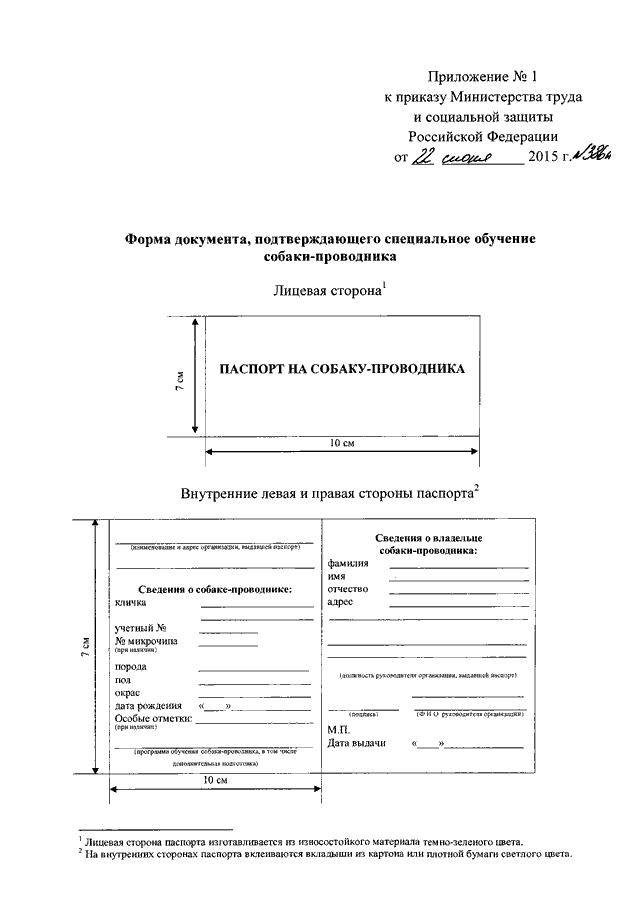 Приложение № 1
к приказу Министерства труда
и социальной защиты
Российской Федерации
от 22 июня 2015 г. №386н
Форма документа, подтверждающего специальное обучение
собаки-проводника
Лицевая сторона1
7 см
ПАСПОРТ НА СОБАКУ-ПРОВОДНИКА
10 см
Внутренние левая и правая стороны паспорта2
7 см
(наименование и адрес организации, выдавшей паспорт)
Сведения о собаке-проводнике:
кличка
учетный №
№ микрочипа
(при наличии)
порода
пол
окрас
дата рождения «____»
Особые отметки:
(при наличии)
(программы обучения собаки-проводника, в том числе
дополнительная подготовка)
10 см
Сведения о владельце
собаки-проводника:
фамилия
имя
отчество
адрес
(должность руководителя организации, выдавшей паспорт)
(подпись) (Ф И О руководителя организации)
М.П.
Дата выдачи «____»
1 Лицевая сторона паспорта изготавливается из износостойкого материала темно-зеленого цвета.
2 На внутренних сторонах паспорта вклеиваются вкладыши из картона или плотной бумаги светлого цвета.